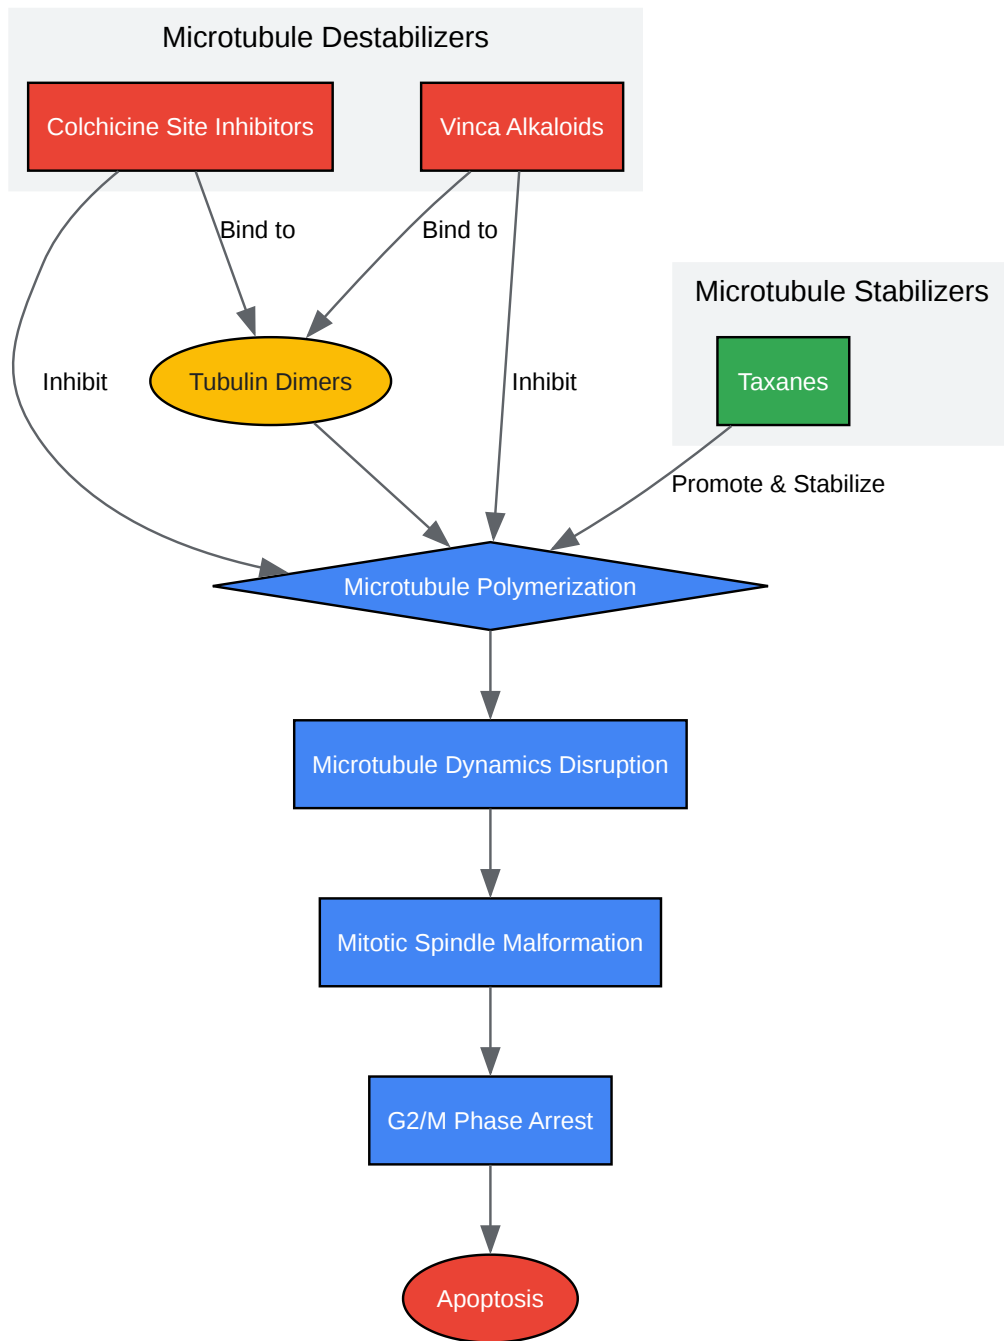 Microtubule Destabilizers
Colchicine Site Inhibitors
Vinca Alkaloids
Bind to
Bind to
Microtubule Stabilizers
Inhibit
Tubulin Dimers
Inhibit
Taxanes
Promote & Stabilize
Microtubule Polymerization
Microtubule Dynamics Disruption
Mitotic Spindle Malformation
G2/M Phase Arrest
Apoptosis